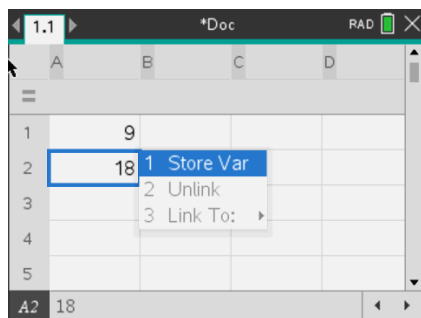 1.1 *Doc RAD
A B C D
=
1 9
2 18
1 Store Var
2 Unlink
3 Link To:
3
4
5
A2 18